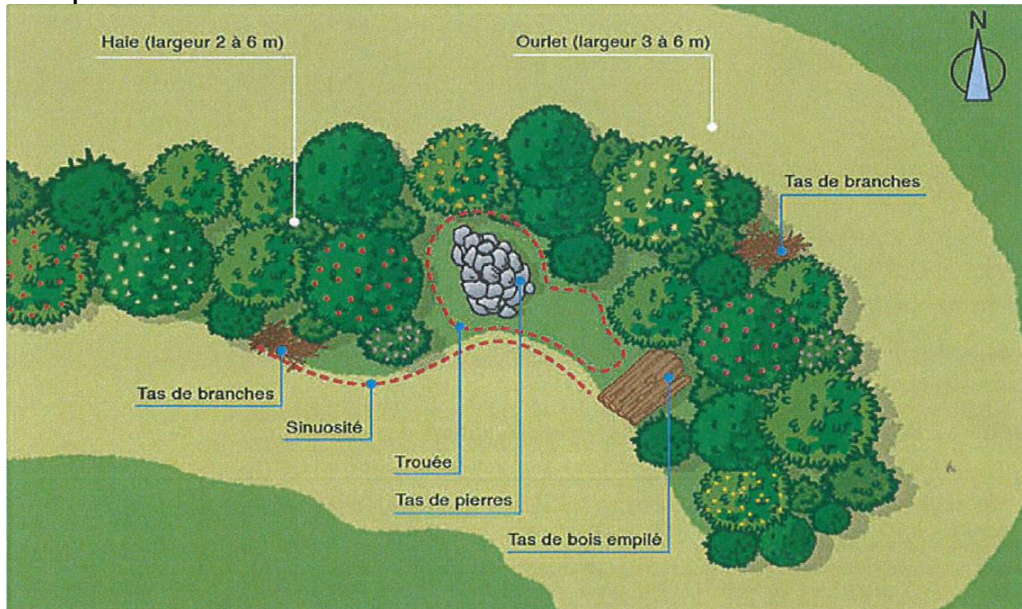 Haie (largeur 2 à 6 m)
Ourlet (largeur 3 à 6 m)
N
Tas de branches
Tas de branches
Sinuosité
Trouée
Tas de pierres
Tas de bois empilé